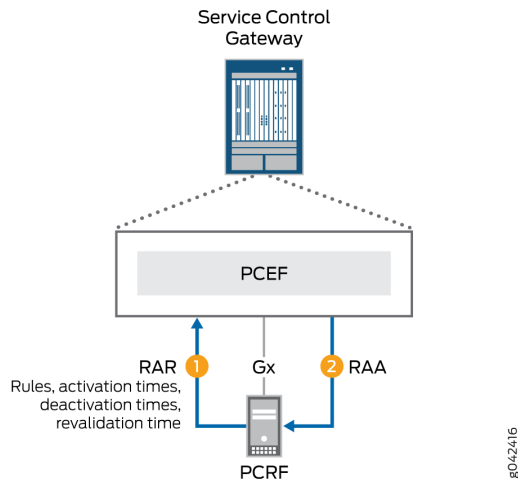 Service Control
Gateway
PCEF
RAR 1 Gx 2 RAA
Rules, activation times,
deactivation times,
revalidation time
PCRF
g042416